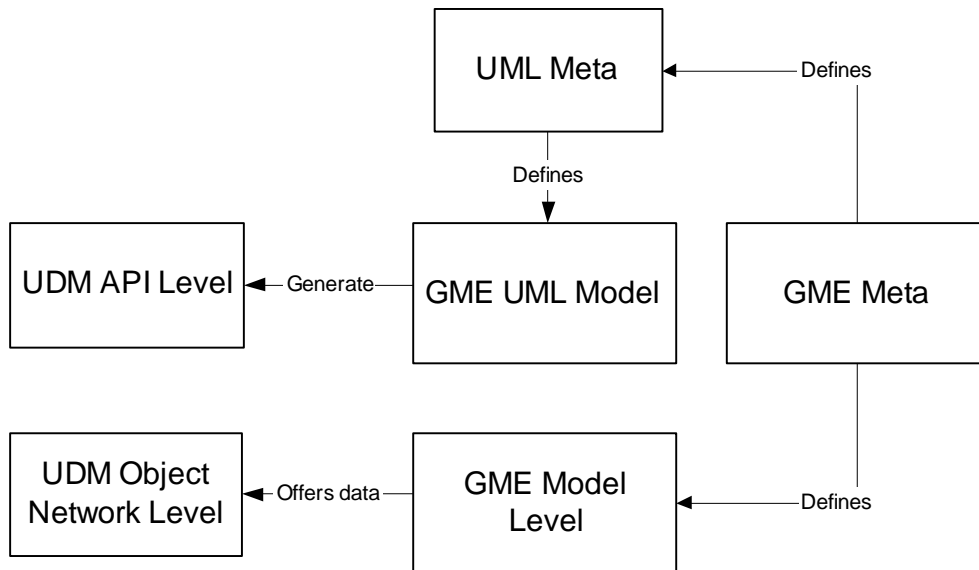 UML Meta
Defines
Defines
UDM API Level
Generate
GME UML Model
GME Meta
UDM Object
Network Level
Offers data
GME Model
Level
Defines